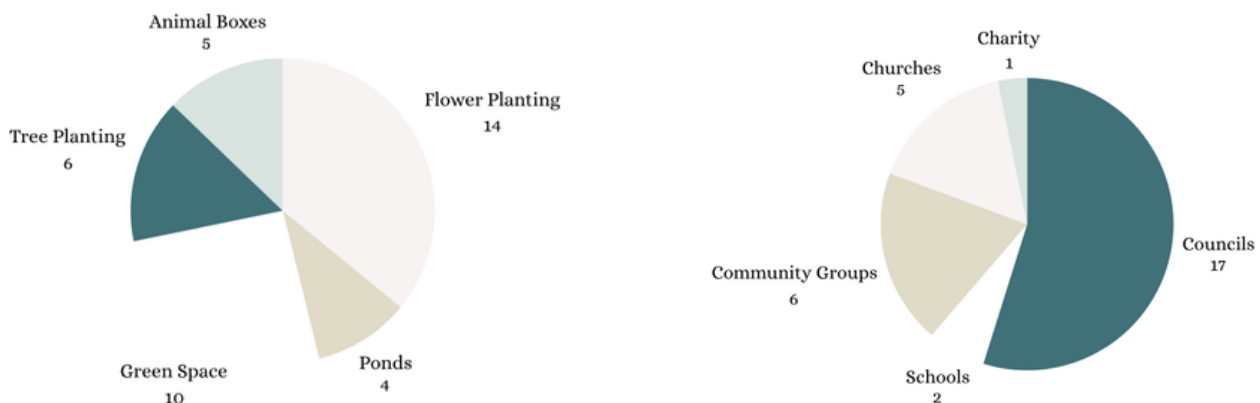 Animal Boxes
5
Flower Planting
14
Tree Planting
6
Ponds
4
Green Space
10
Charity
1
Churches
5
Councils
17
Community Groups
6
Schools
2